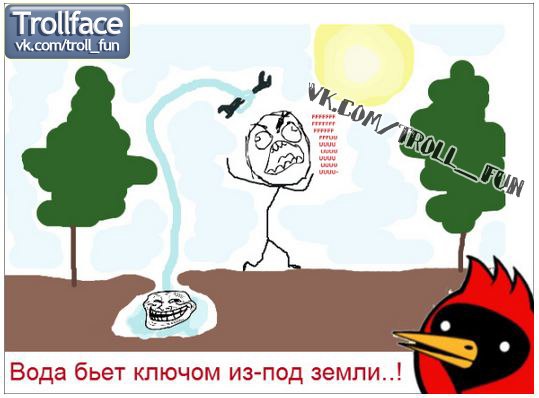 Trollface
vk.com/troll_fun
VK.COM/TROLL_FUN
FFFFFFF
FFFFFFF
FFFFFF
FFFUU
UUUU
UUUU
UUUU
UUUU
UUUU-
Вода бьет ключом из-под земли..!